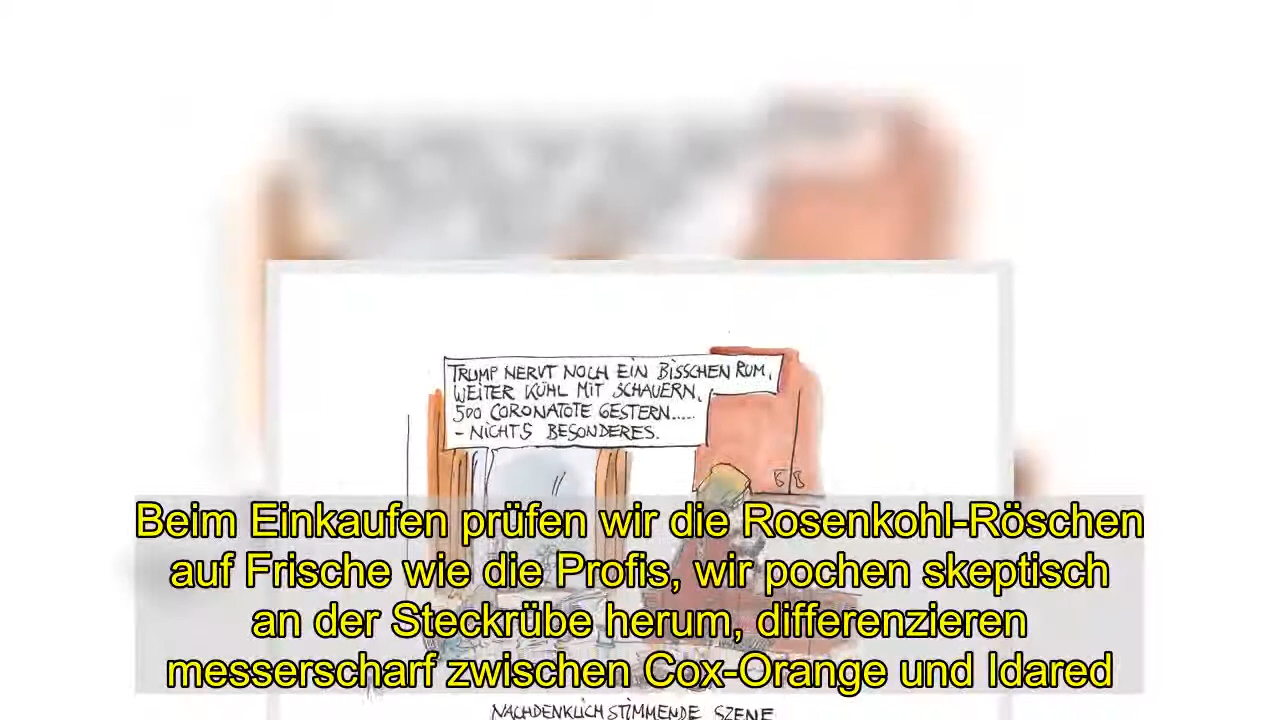 TRUMP NERVT NOCH EIN BISSCHEN RUM,
WEITER KÜHL MIT SCHAUERN,
500 CORONATOTE GESTERN.....
- NICHTS BESONDERES.
Beim Einkaufen prüfen wir die Rosenkohl-Röschen
auf Frische wie die Profis, wir pochen skeptisch
an der Steckrübe herum, differenzieren
messerscharf zwischen Cox-Orange und Idared
NACHDENKLICH STIMMENDE SZENE